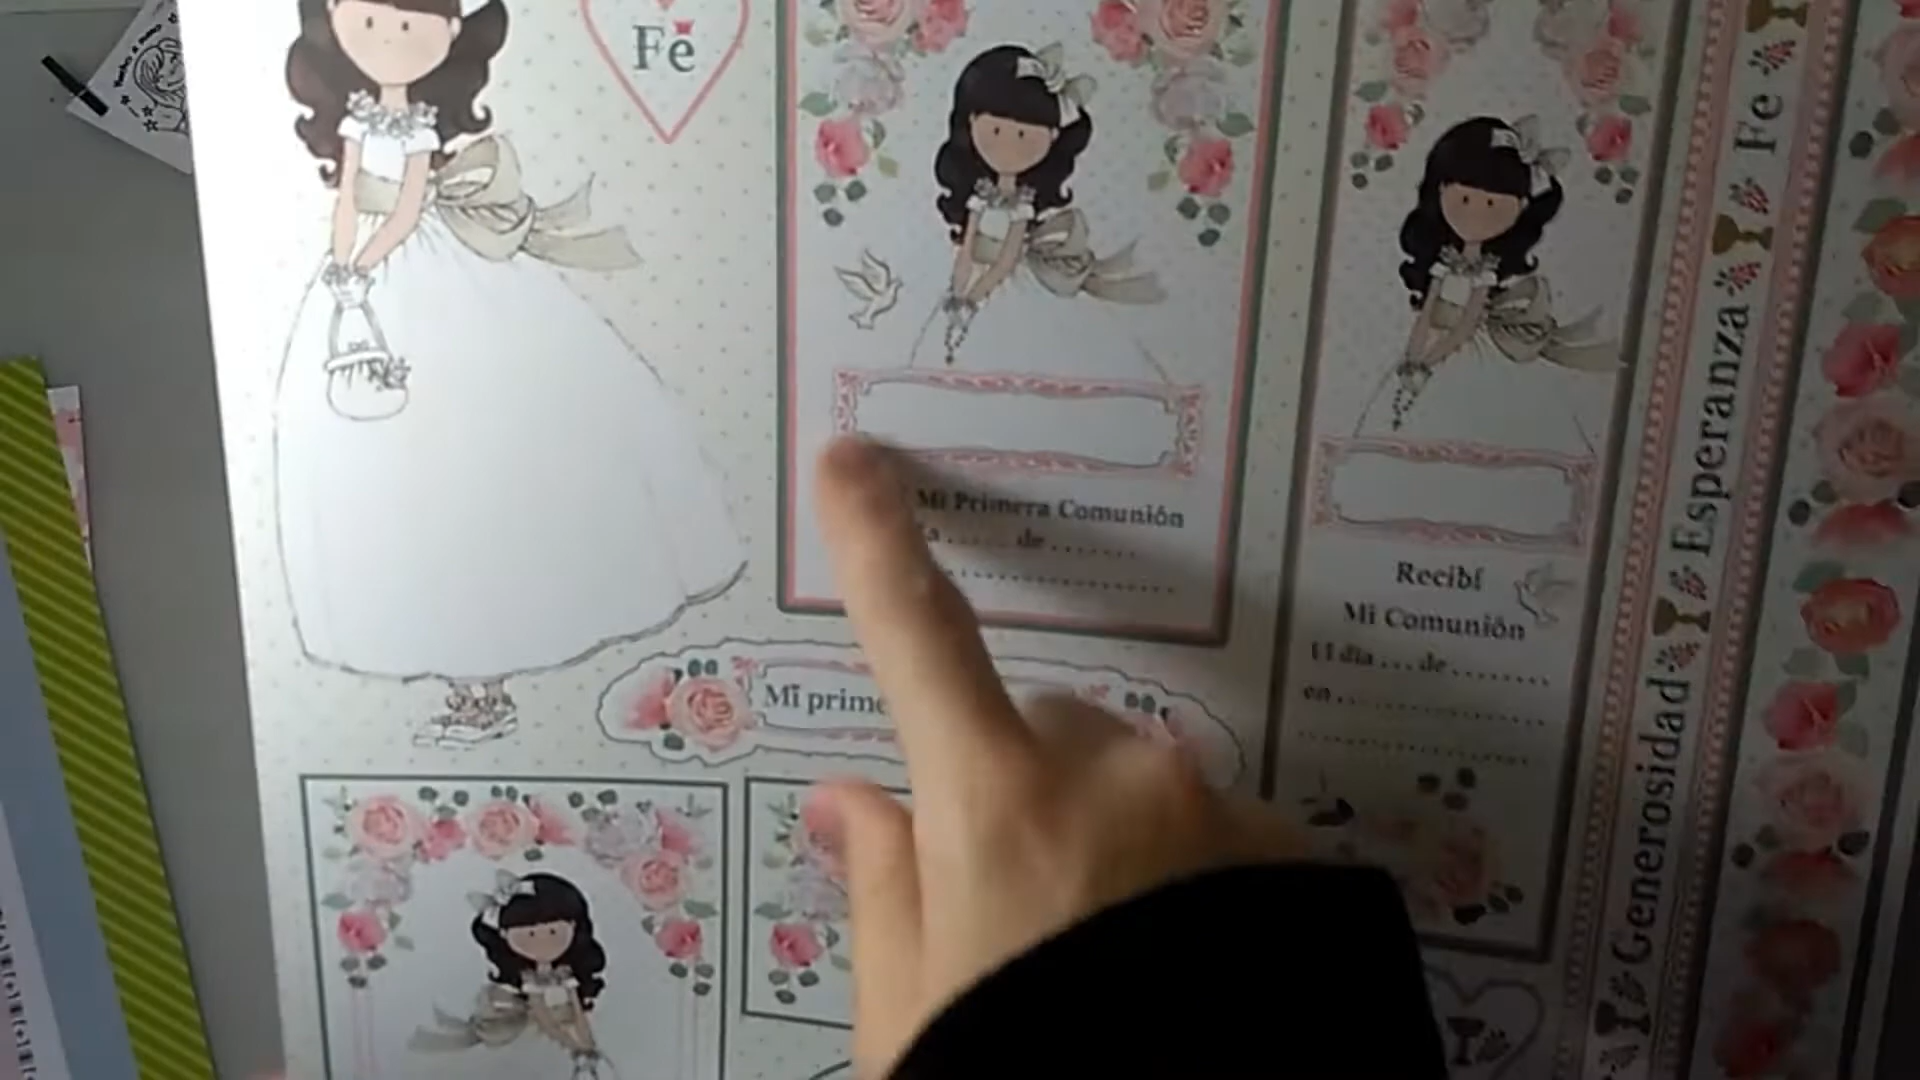 Fe
Mi Primera Comunión
de
Mi prime
Recibí
Mi Comunión
El día ... de ........
en ....................
Generosidad Esperanza Fe